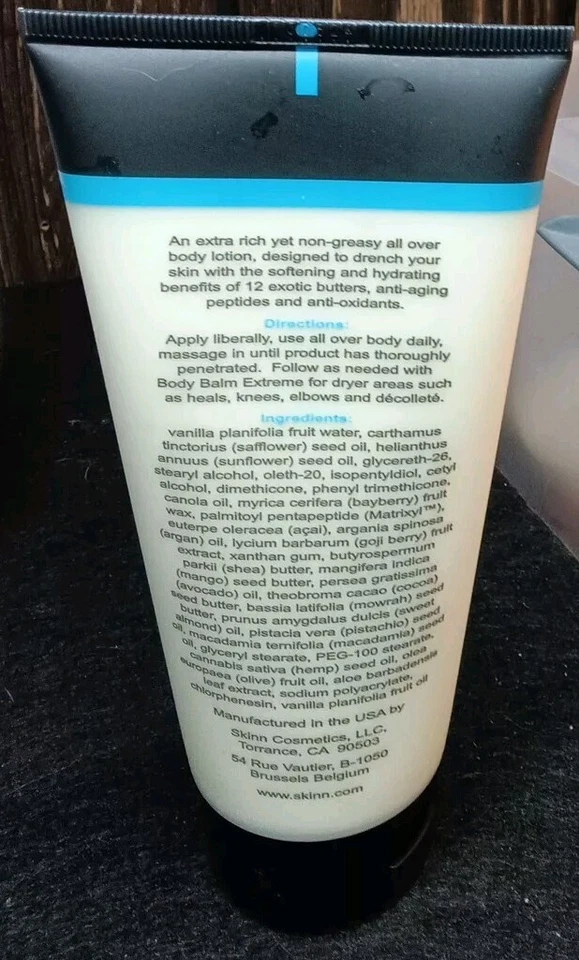 An extra rich yet non-greasy all over
body lotion, designed to drench your
skin with the softening and hydrating
benefits of 12 exotic butters, anti-aging
peptides and anti-oxidants.
Directions:
Apply liberally, use all over body daily,
massage in until product has thoroughly
penetrated. Follow as needed with
Body Balm Extreme for dryer areas such
as heals, knees, elbows and décolleté.
Ingredients:
vanilla planifolia fruit water, carthamus
tinctorius (safflower) seed oil, helianthus
annuus (sunflower) seed oil, glycereth-26,
stearyl alcohol, oleth-20, isopentyldiol, cetyl
alcohol, dimethicone, phenyl trimethicone,
canola oil, myrica cerifera (bayberry) fruit
wax, palmitoyl pentapeptide (Matrixyl™),
euterpe oleracea (açai), argania spinosa
(argan) oil, lycium barbarum (goji berry) fruit
extract, xanthan gum, butyrospermum
parkii (shea) butter, mangifera indica
(mango) seed butter, persea gratissima
(avocado) oil, theobroma cacao (cocoa)
seed butter, bassia latifolia (mowrah) seed
butter, prunus amygdalus dulcis (sweet
almond) oil, pistacia vera (pistachio) seed
oil, macadamia ternifolia (macadamia) seed
oil, glyceryl stearate, PEG-100 stearate,
cannabis sativa (hemp) seed oil, olea
europaea (olive) fruit oil, aloe barbadensis
leaf extract, sodium polyacrylate,
chlorphenesin, vanilla planifolia fruit oil
Manufactured in the USA by
Skinn Cosmetics, LLC,
Torrance, CA 90503
54 Rue Vautier, B-1050
Brussels Belgium
www.skinn.com